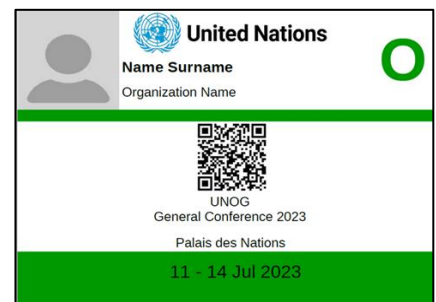 United Nations
Name Surname
O
Organization Name
UNOG
General Conference 2023
Palais des Nations
11 - 14 Jul 2023